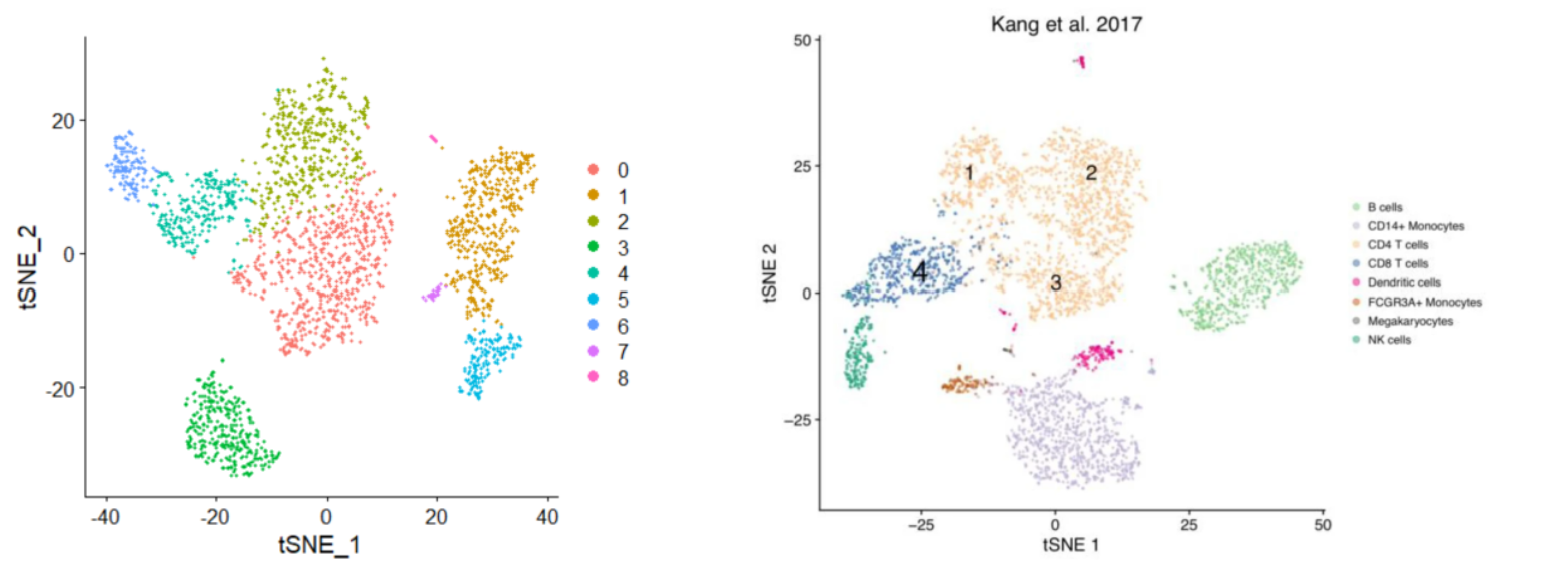 20
0
-20
-40
-20
0
20
40
tSNE_1
tSNE_2
0
1
2
3
4
5
6
7
8
Kang et al. 2017
50
25
0
−25
−25
0
25
50
tSNE 1
tSNE 2
1
2
3
4
B cells
CD14+ Monocytes
CD4 T cells
CD8 T cells
Dendritic cells
FCGR3A+ Monocytes
Megakaryocytes
NK cells